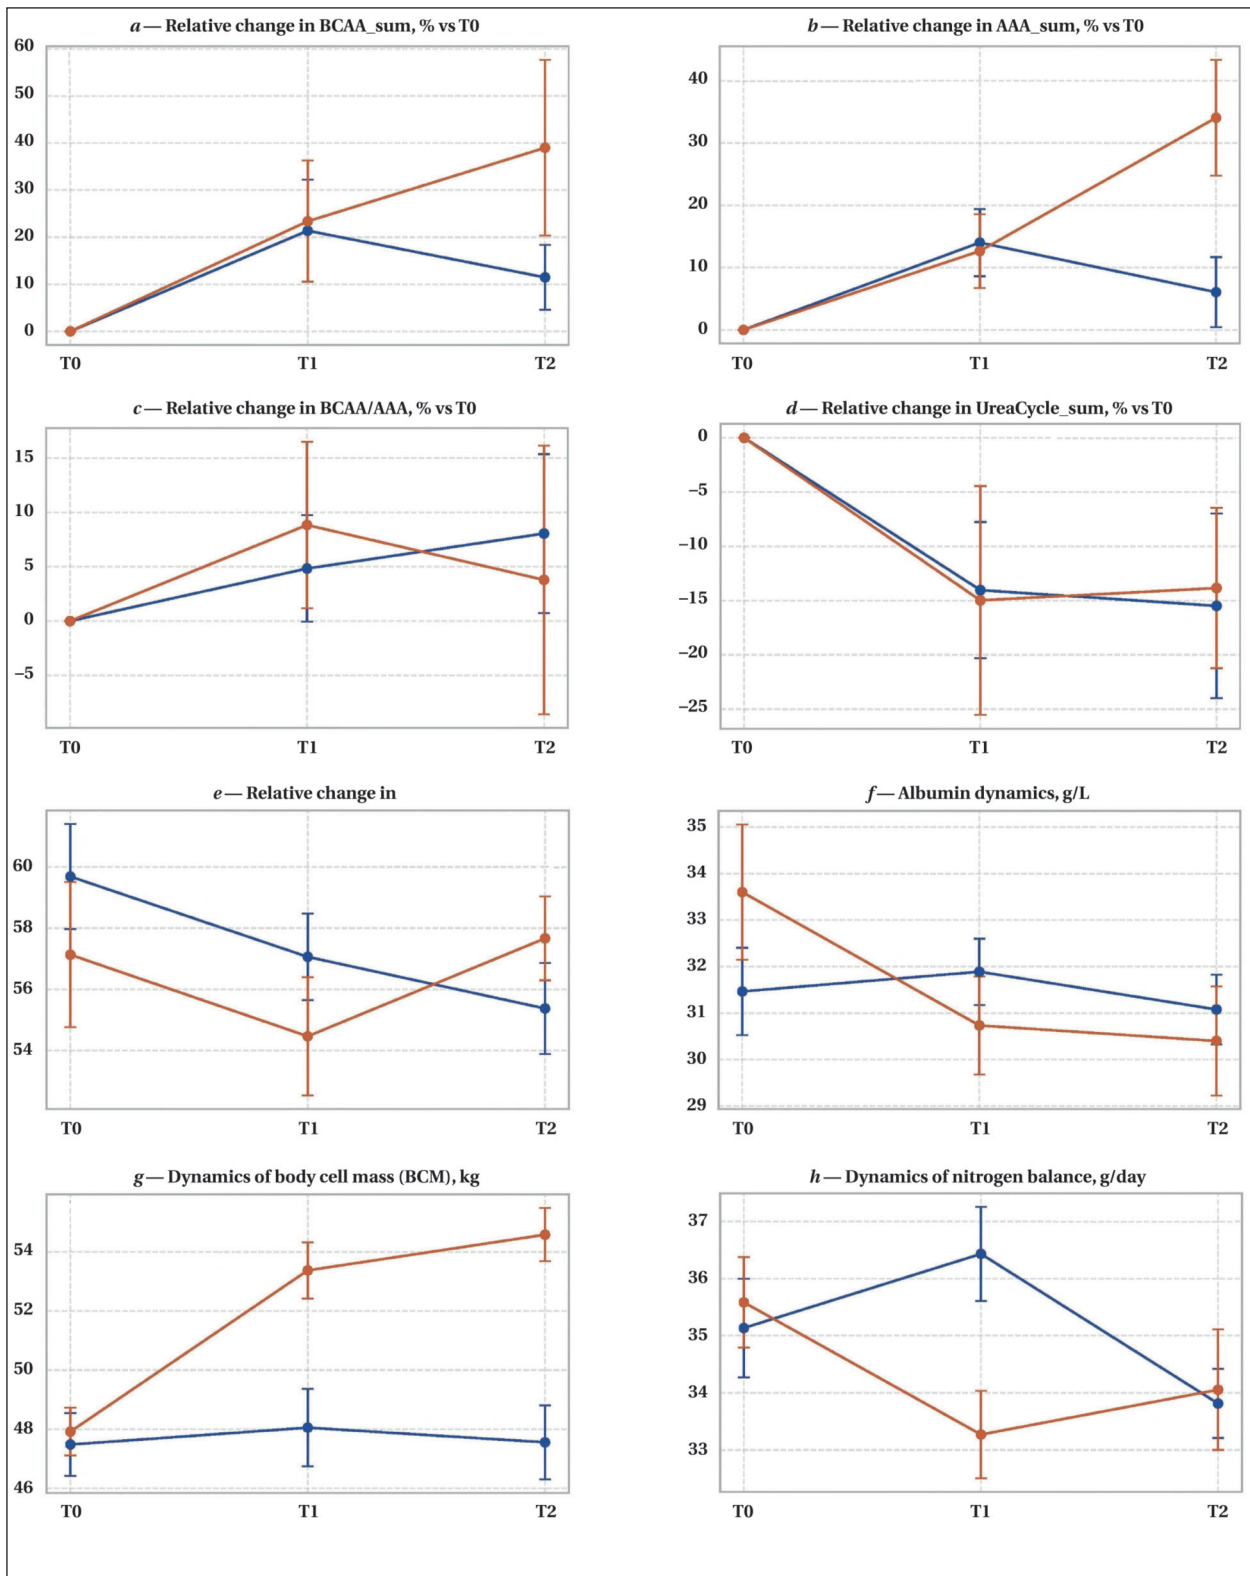 a — Relative change in BCAA_sum, % vs T0
60
50
40
30
20
10
0
T0 T1 T2
b — Relative change in AAA_sum, % vs T0
40
30
20
10
0
T0 T1 T2
c — Relative change in BCAA/AAA, % vs T0
15
10
5
0
–5
T0 T1 T2
d — Relative change in UreaCycle_sum, % vs T0
0
–5
–10
–15
–20
–25
T0 T1 T2
e — Relative change in
60
58
56
54
T0 T1 T2
f — Albumin dynamics, g/L
35
34
33
32
31
30
29
T0 T1 T2
g — Dynamics of body cell mass (BCM), kg
54
52
50
48
46
T0 T1 T2
h — Dynamics of nitrogen balance, g/day
37
36
35
34
33
T0 T1 T2